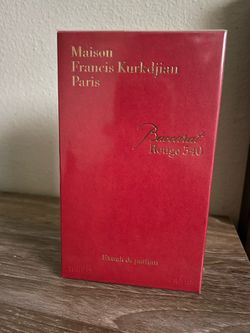 Maison
Francis Kurkdjian
Paris
Baccarat
Rouge 540
Extrait de parfum